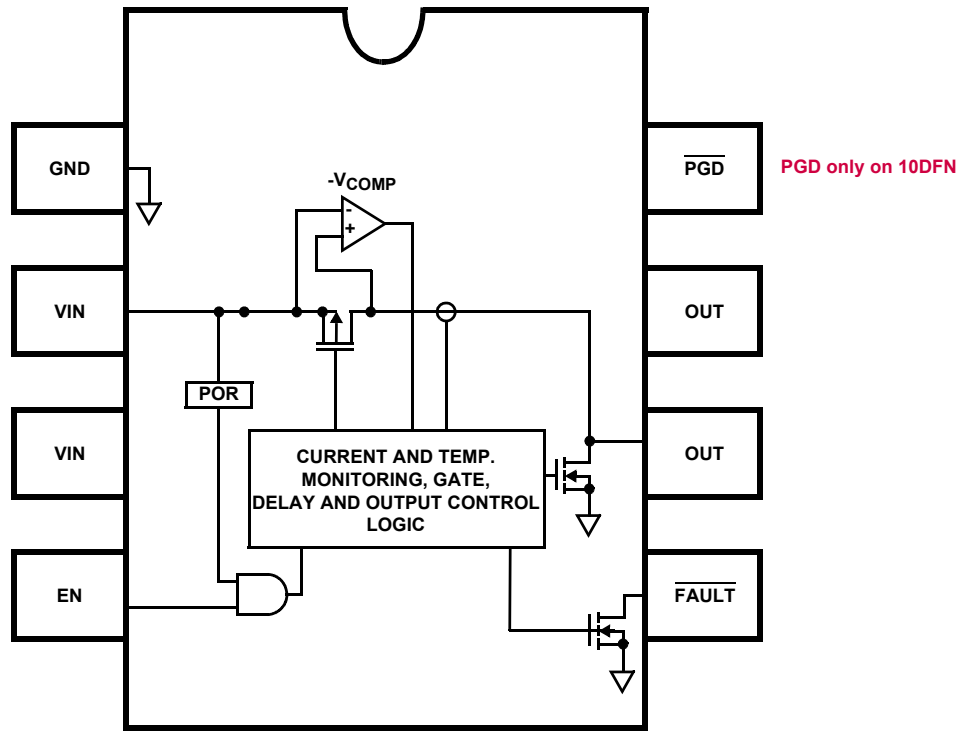 GND
PGD
PGD only on 10DFN
-VCOMP
-
+
VIN
OUT
POR
VIN
CURRENT AND TEMP.
MONITORING, GATE,
DELAY AND OUTPUT CONTROL
LOGIC
OUT
EN
FAULT